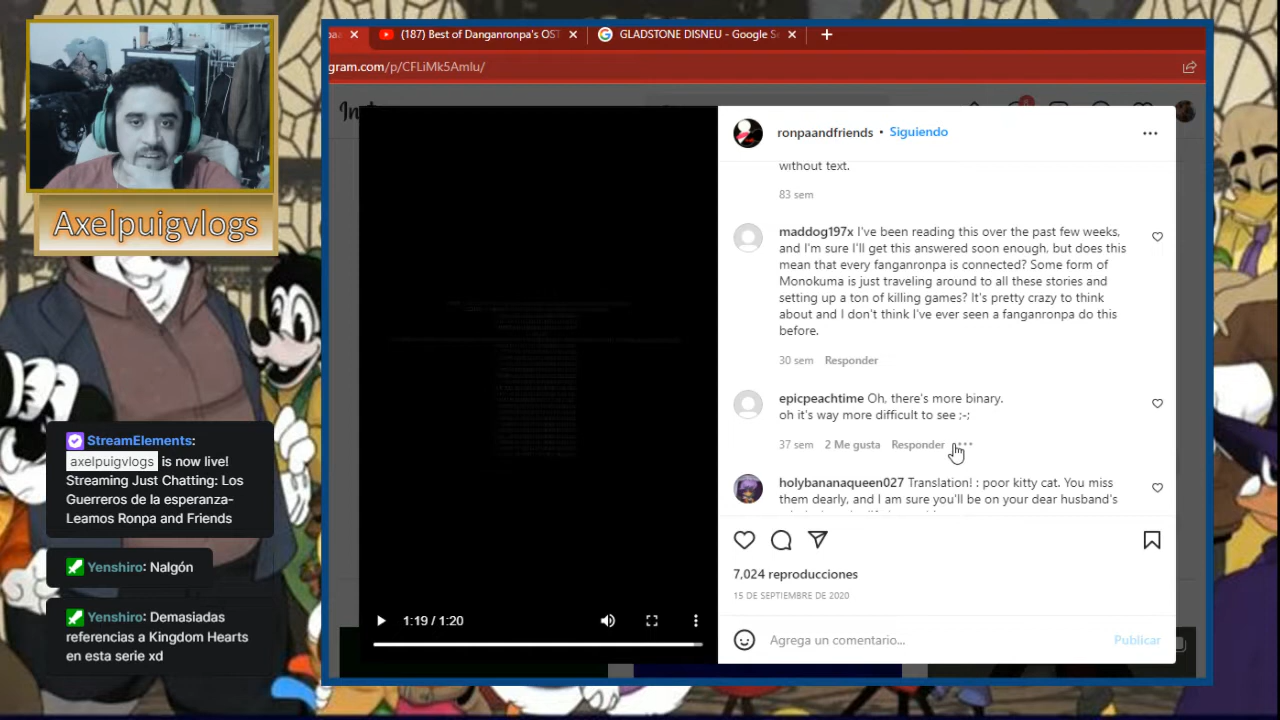 (187) Best of Danganronpa's OST
GLADSTONE DISNEU - Google Se
gram.com/p/CFLiMk5Amlu/
ronpaandfriends • Siguiendo
without text.
83 sem
maddog197x I've been reading this over the past few weeks,
and I'm sure I'll get this answered soon enough, but does this
mean that every fanganronpa is connected? Some form of
Monokuma is just traveling around to all these stories and
setting up a ton of killing games? It's pretty crazy to think
about and I don't think I've ever seen a fanganronpa do this
before.
30 sem Responder
epicpeachtime Oh, there's more binary.
oh it's way more difficult to see ;-;
37 sem 2 Me gusta Responder
holybananaqueen027 Translation! : poor kitty cat. You miss
them dearly, and I am sure you'll be on your dear husband's
7,024 reproducciones
15 DE SEPTIEMBRE DE 2020
Agrega un comentario... Publicar
1:19 / 1:20
Axelpuigvlogs
StreamElements:
axelpuigvlogs is now live!
Streaming Just Chatting: Los
Guerreros de la esperanza-
Leamos Ronpa and Friends
Yenshiro: Nalgón
Yenshiro: Demasiadas
referencias a Kingdom Hearts
en esta serie xd